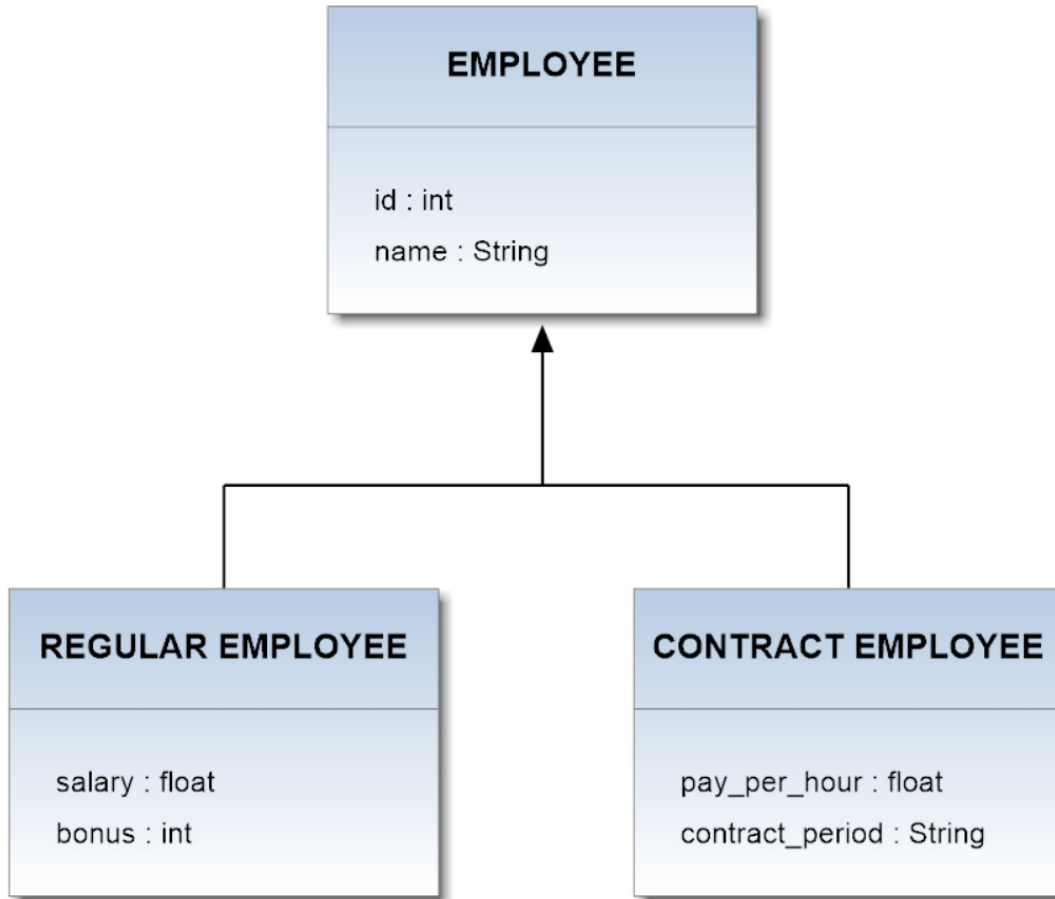 EMPLOYEE
id : int
name : String
REGULAR EMPLOYEE
salary : float
bonus : int
CONTRACT EMPLOYEE
pay_per_hour : float
contract_period : String